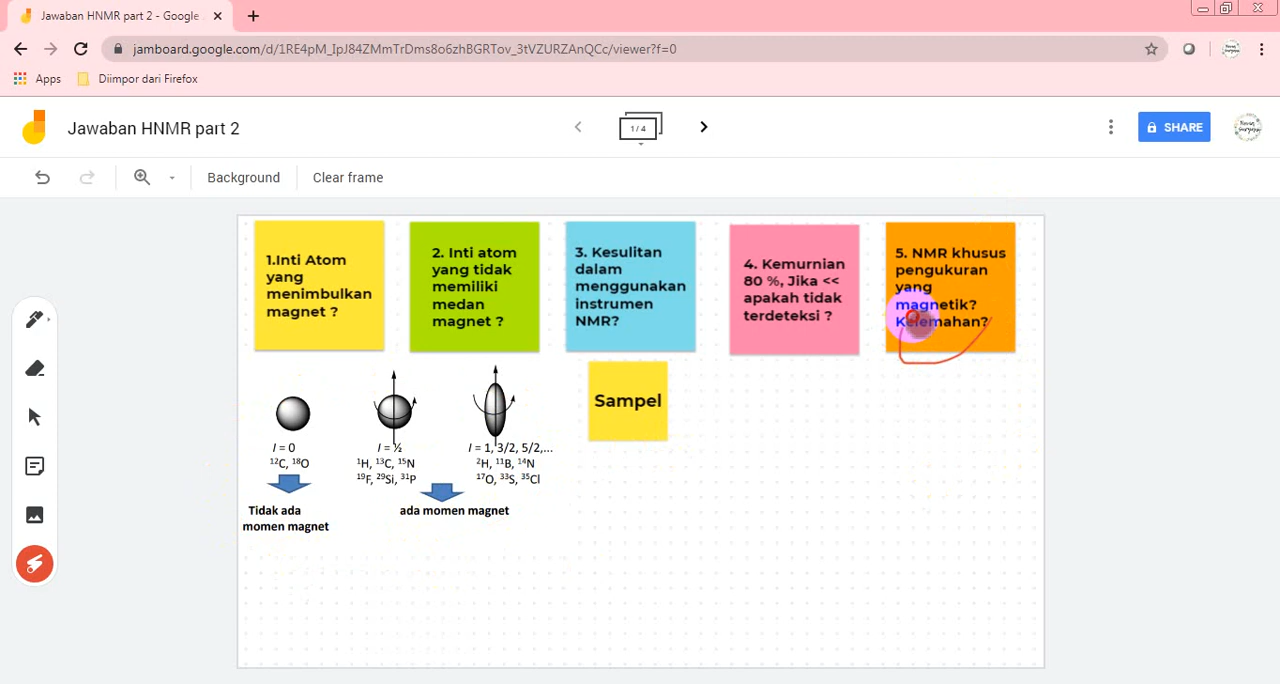 Jawaban HNMR part 2 - Google
jamboard.google.com/d/1RE4pM_IpJ84ZMmTrDms8o6zhBGRTov_3tVZURZAnQCc/viewer?f=0
Apps
Diimpor dari Firefox
Jawaban HNMR part 2
1 / 4
SHARE
Background
Clear frame
1.Inti Atom
yang
menimbulkan
magnet ?
2. Inti atom
yang tidak
memiliki
medan
magnet ?
3. Kesulitan
dalam
menggunakan
instrumen
NMR?
4. Kemurnian
80 %, Jika <<
apakah tidak
terdeteksi ?
5. NMR khusus
pengukuran
yang
magnetik?
Kelemahan?
Sampel
I = 0
¹²C, ¹⁸O
Tidak ada
momen magnet
I = ½
¹H, ¹³C, ¹⁵N
¹⁹F, ²⁹Si, ³¹P
I = 1, 3/2, 5/2,...
²H, ¹¹B, ¹⁴N
¹⁷O, ³³S, ³⁵Cl
ada momen magnet